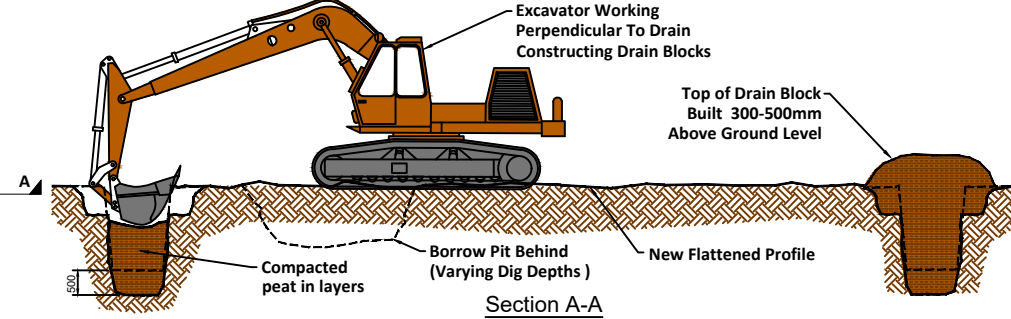 Excavator Working
Perpendicular To Drain
Constructing Drain Blocks
Top of Drain Block
Built 300-500mm
Above Ground Level
A
Compacted
peat in layers
500
Borrow Pit Behind
(Varying Dig Depths )
New Flattened Profile
Section A-A